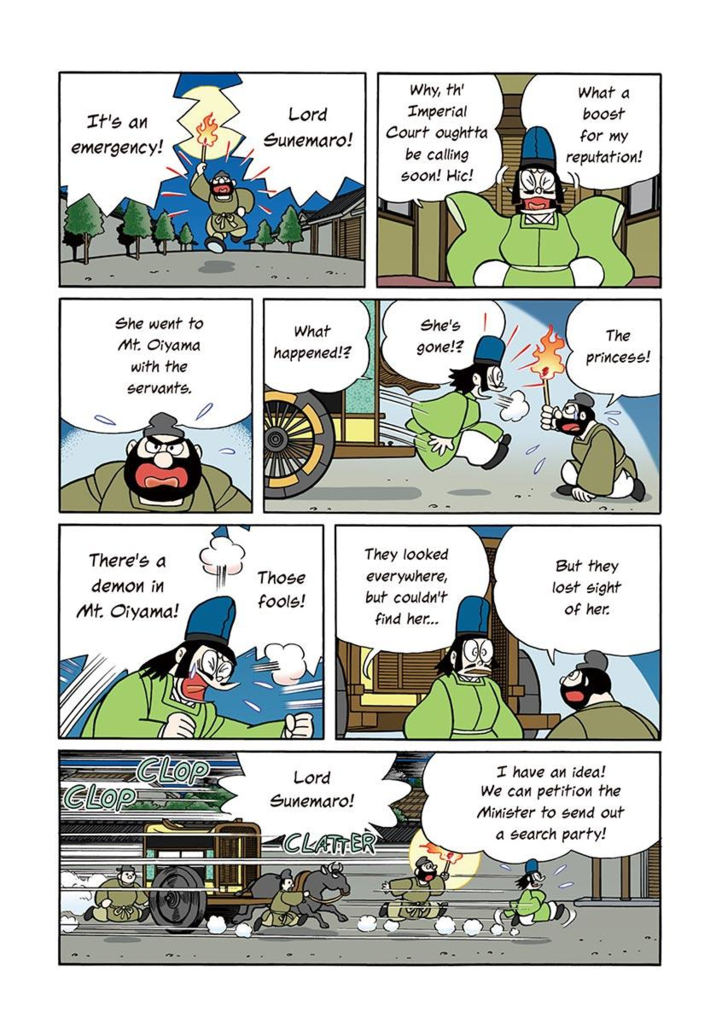 What a
boost
for my
reputation!
Why, th'
Imperial
Court oughtta
be calling
soon! Hic!
Lord
Sunemaro!
It's an
emergency!
The
princess!
She's
gone!?
What
happened!?
She went to
Mt. Oiyama
with the
servants.
But they
lost sight
of her.
They looked
everywhere,
but couldn't
find her...
Those
fools!
There's a
demon in
Mt. Oiyama!
I have an idea!
We can petition the
Minister to send out
a search party!
Lord
Sunemaro!
CLATTER
CLOP
CLOP